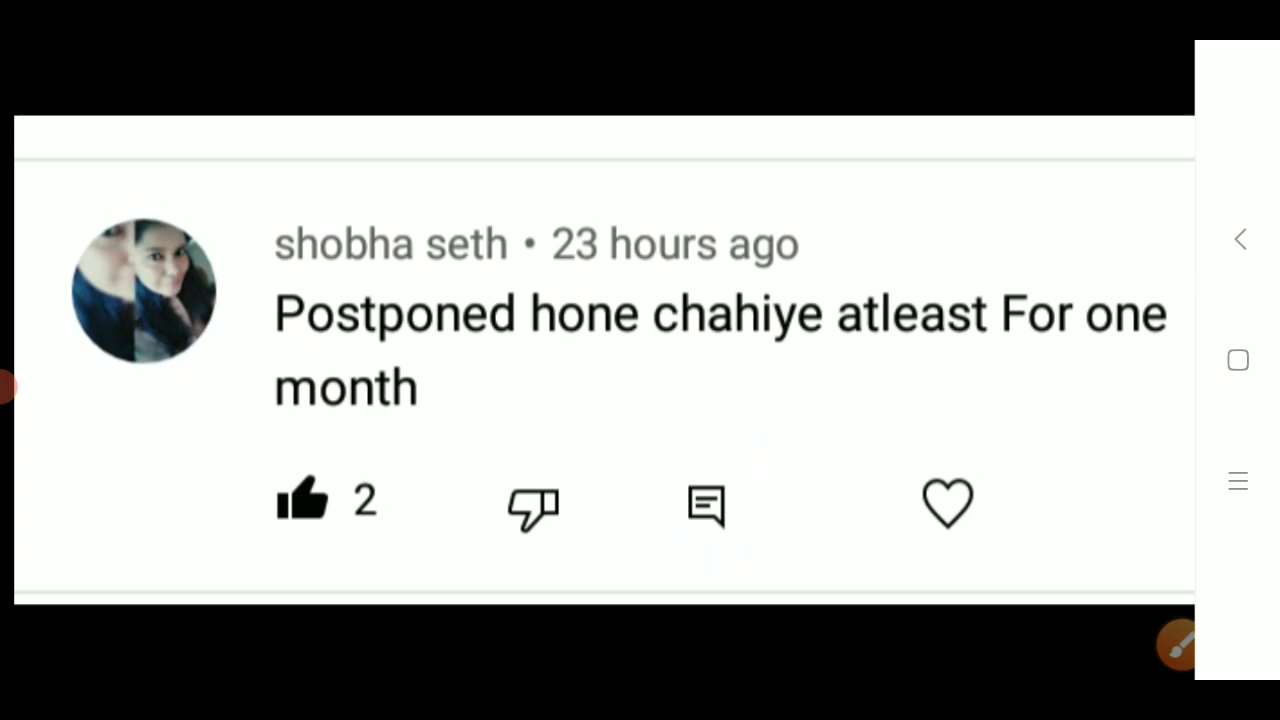 shobha seth • 23 hours ago
Postponed hone chahiye atleast For one
month
2